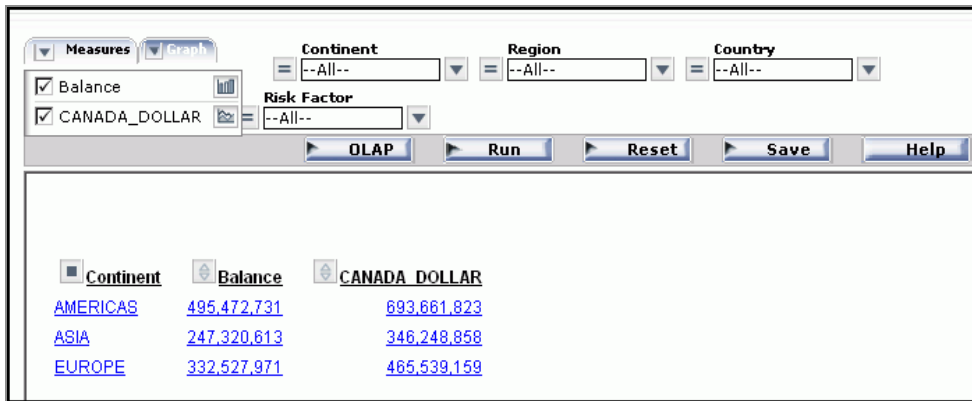 Measures Graph
Continent Region Country
= --All-- = --All-- = --All--
Balance
Risk Factor
CANADA_DOLLAR = --All--
OLAP Run Reset Save Help
Continent Balance CANADA DOLLAR
AMERICAS 495,472,731 693,661,823
ASIA 247,320,613 346,248,858
EUROPE 332,527,971 465,539,159